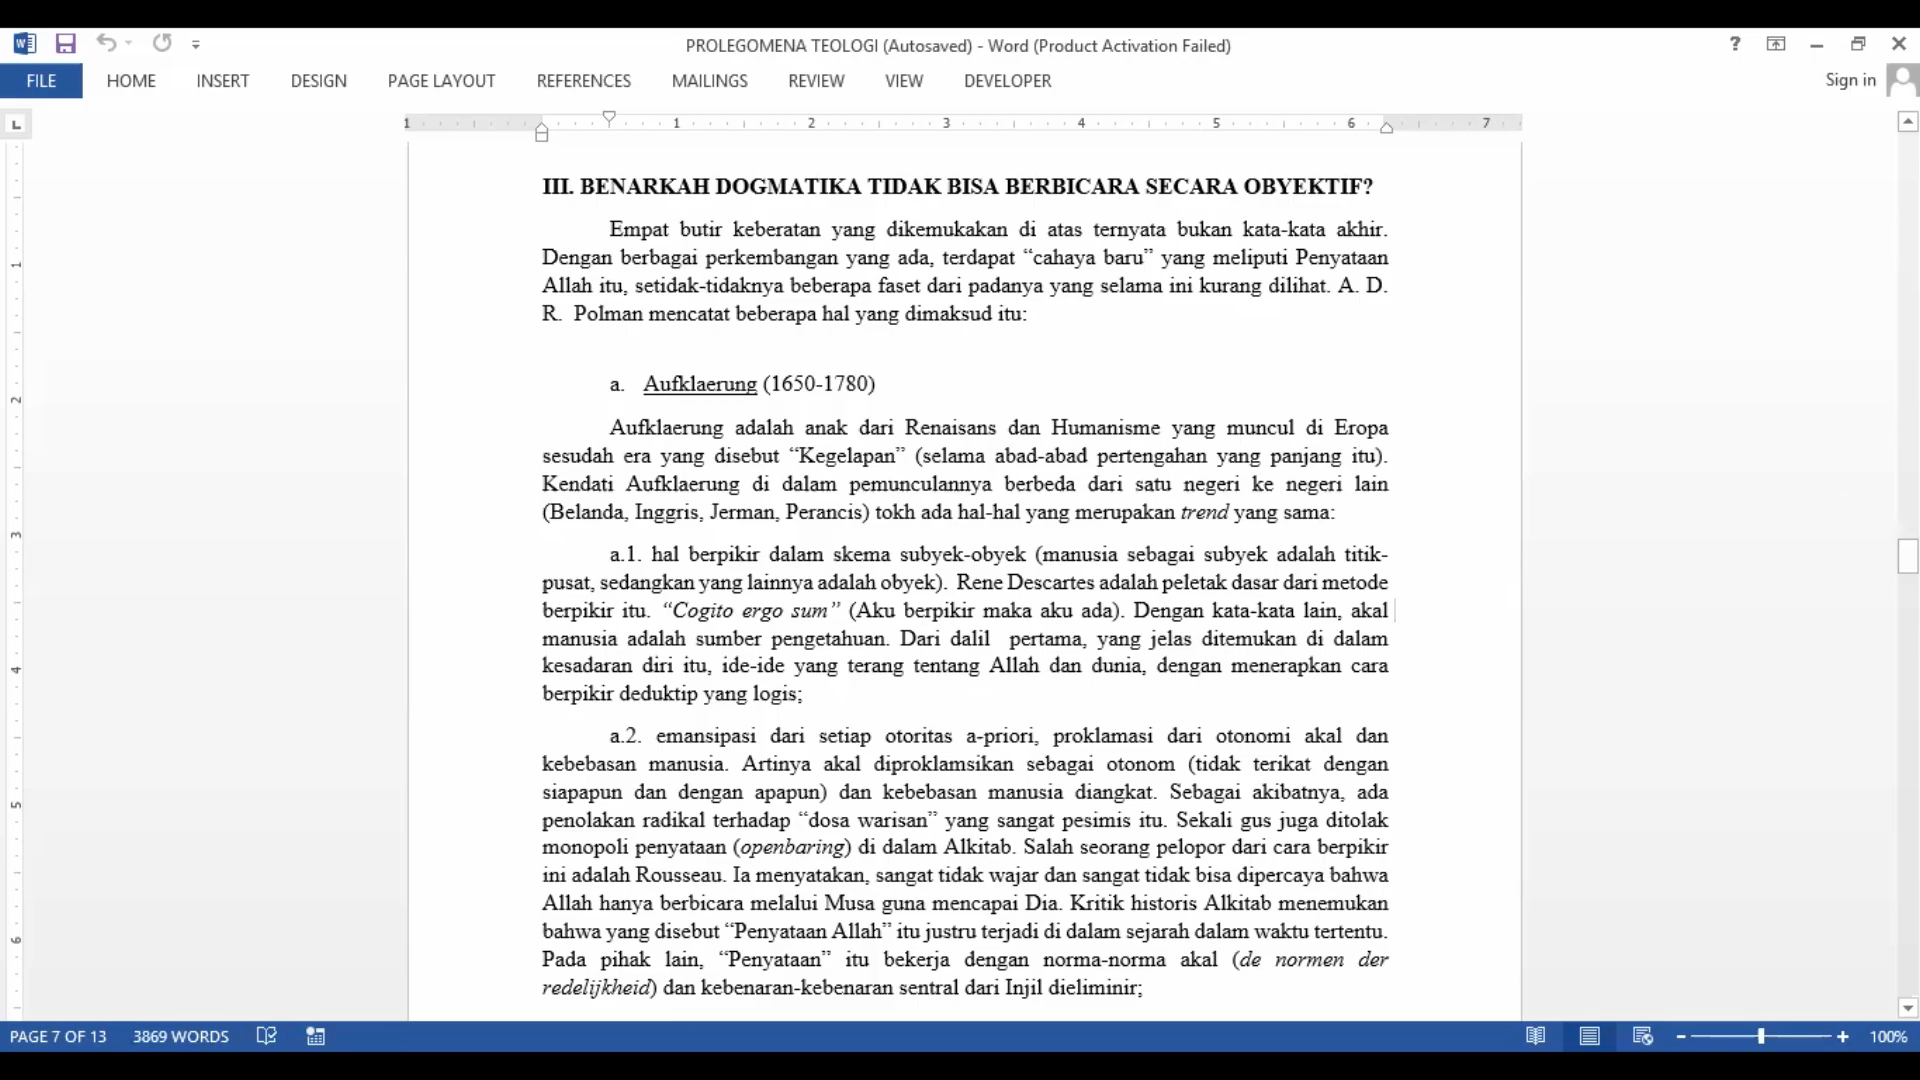 PROLEGOMENA TEOLOGI (Autosaved) - Word (Product Activation Failed)
FILE HOME INSERT DESIGN PAGE LAYOUT REFERENCES MAILINGS REVIEW VIEW DEVELOPER Sign in
1 1 2 3 4 5 6 7
III. BENARKAH DOGMATIKA TIDAK BISA BERBICARA SECARA OBYEKTIF?
Empat butir keberatan yang dikemukakan di atas ternyata bukan kata-kata akhir.
Dengan berbagai perkembangan yang ada, terdapat “cahaya baru” yang meliputi Penyataan
Allah itu, setidak-tidaknya beberapa faset dari padanya yang selama ini kurang dilihat. A. D.
R.  Polman mencatat beberapa hal yang dimaksud itu:
a. Aufklaerung (1650-1780)
Aufklaerung adalah anak dari Renaisans dan Humanisme yang muncul di Eropa
sesudah era yang disebut “Kegelapan” (selama abad-abad pertengahan yang panjang itu).
Kendati Aufklaerung di dalam pemunculannya berbeda dari satu negeri ke negeri lain
(Belanda, Inggris, Jerman, Perancis) tokh ada hal-hal yang merupakan trend yang sama:
a.1. hal berpikir dalam skema subyek-obyek (manusia sebagai subyek adalah titik-
pusat, sedangkan yang lainnya adalah obyek).  Rene Descartes adalah peletak dasar dari metode
berpikir itu. “Cogito ergo sum” (Aku berpikir maka aku ada). Dengan kata-kata lain, akal
manusia adalah sumber pengetahuan. Dari dalil  pertama, yang jelas ditemukan di dalam
kesadaran diri itu, ide-ide yang terang tentang Allah dan dunia, dengan menerapkan cara
berpikir deduktip yang logis;
a.2. emansipasi dari setiap otoritas a-priori, proklamasi dari otonomi akal dan
kebebasan manusia. Artinya akal diproklamsikan sebagai otonom (tidak terikat dengan
siapapun dan dengan apapun) dan kebebasan manusia diangkat. Sebagai akibatnya, ada
penolakan radikal terhadap “dosa warisan” yang sangat pesimis itu. Sekali gus juga ditolak
monopoli penyataan (openbaring) di dalam Alkitab. Salah seorang pelopor dari cara berpikir
ini adalah Rousseau. Ia menyatakan, sangat tidak wajar dan sangat tidak bisa dipercaya bahwa
Allah hanya berbicara melalui Musa guna mencapai Dia. Kritik historis Alkitab menemukan
bahwa yang disebut “Penyataan Allah” itu justru terjadi di dalam sejarah dalam waktu tertentu.
Pada pihak lain, “Penyataan” itu bekerja dengan norma-norma akal (de normen der
redelijkheid) dan kebenaran-kebenaran sentral dari Injil dieliminir;
1
2
3
4
5
6
PAGE 7 OF 13 3869 WORDS 100%